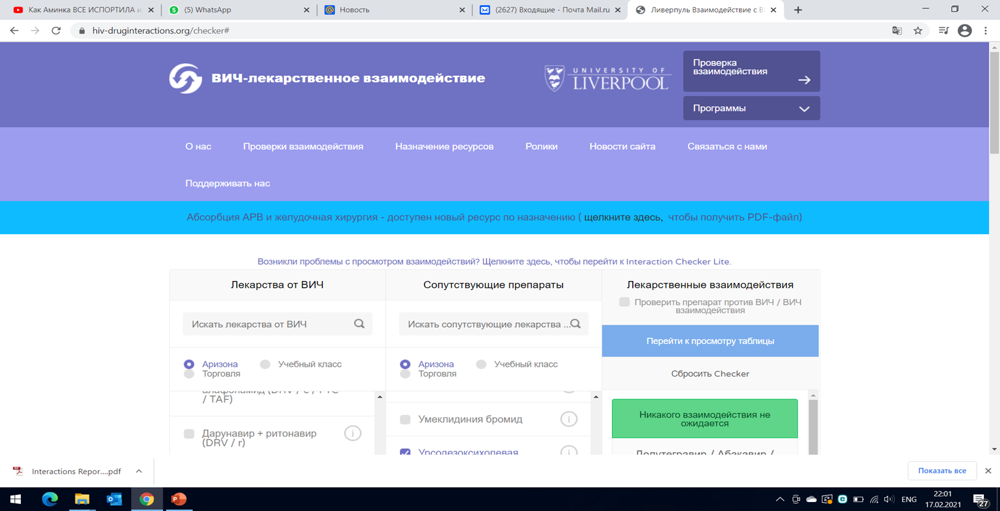 Как Аминка ВСЕ ИСПОРТИЛА и
(5) WhatsApp
Новость
(2627) Входящие - Почта Mail.ru
Ливерпуль Взаимодействие с В
hiv-druginteractions.org/checker#
ВИЧ-лекарственное взаимодействие
UNIVERSITY OF
LIVERPOOL
Проверка
взаимодействия
Программы
О нас
Проверки взаимодействия
Назначение ресурсов
Ролики
Новости сайта
Связаться с нами
Поддерживать нас
Абсорбция АРВ и желудочная хирургия - доступен новый ресурс по назначению ( щелкните здесь, чтобы получить PDF-файл)
Возникли проблемы с просмотром взаимодействий? Щелкните здесь, чтобы перейти к Interaction Checker Lite.
Лекарства от ВИЧ
Сопутствующие препараты
Лекарственные взаимодействия
Проверить препарат против ВИЧ / ВИЧ
взаимодействия
Искать лекарства от ВИЧ
Искать сопутствующие лекарства ...
Перейти к просмотру таблицы
Аризона
Учебный класс
Торговля
Аризона
Учебный класс
Торговля
Сбросить Checker
алафонамид (DRV / c / FTC
/ TAF)
Дарунавир + ритонавир
(DRV / r)
Умеклидиния бромид
Урсодезоксихолевая
Никакого взаимодействия не
ожидается
Долутегравир / Абакавир /
Interactions Repor....pdf
Показать все
ENG
22:01
17.02.2021
27